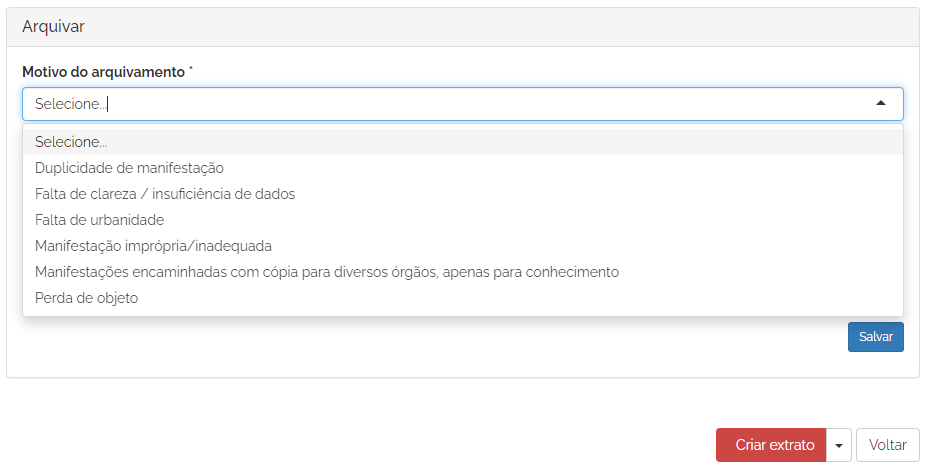 Arquivar
Motivo do arquivamento *
Selecione...
Selecione...
Duplicidade de manifestação
Falta de clareza / insuficiência de dados
Falta de urbanidade
Manifestação imprópria/inadequada
Manifestações encaminhadas com cópia para diversos órgãos, apenas para conhecimento
Perda de objeto
Salvar
Criar extrato
Voltar